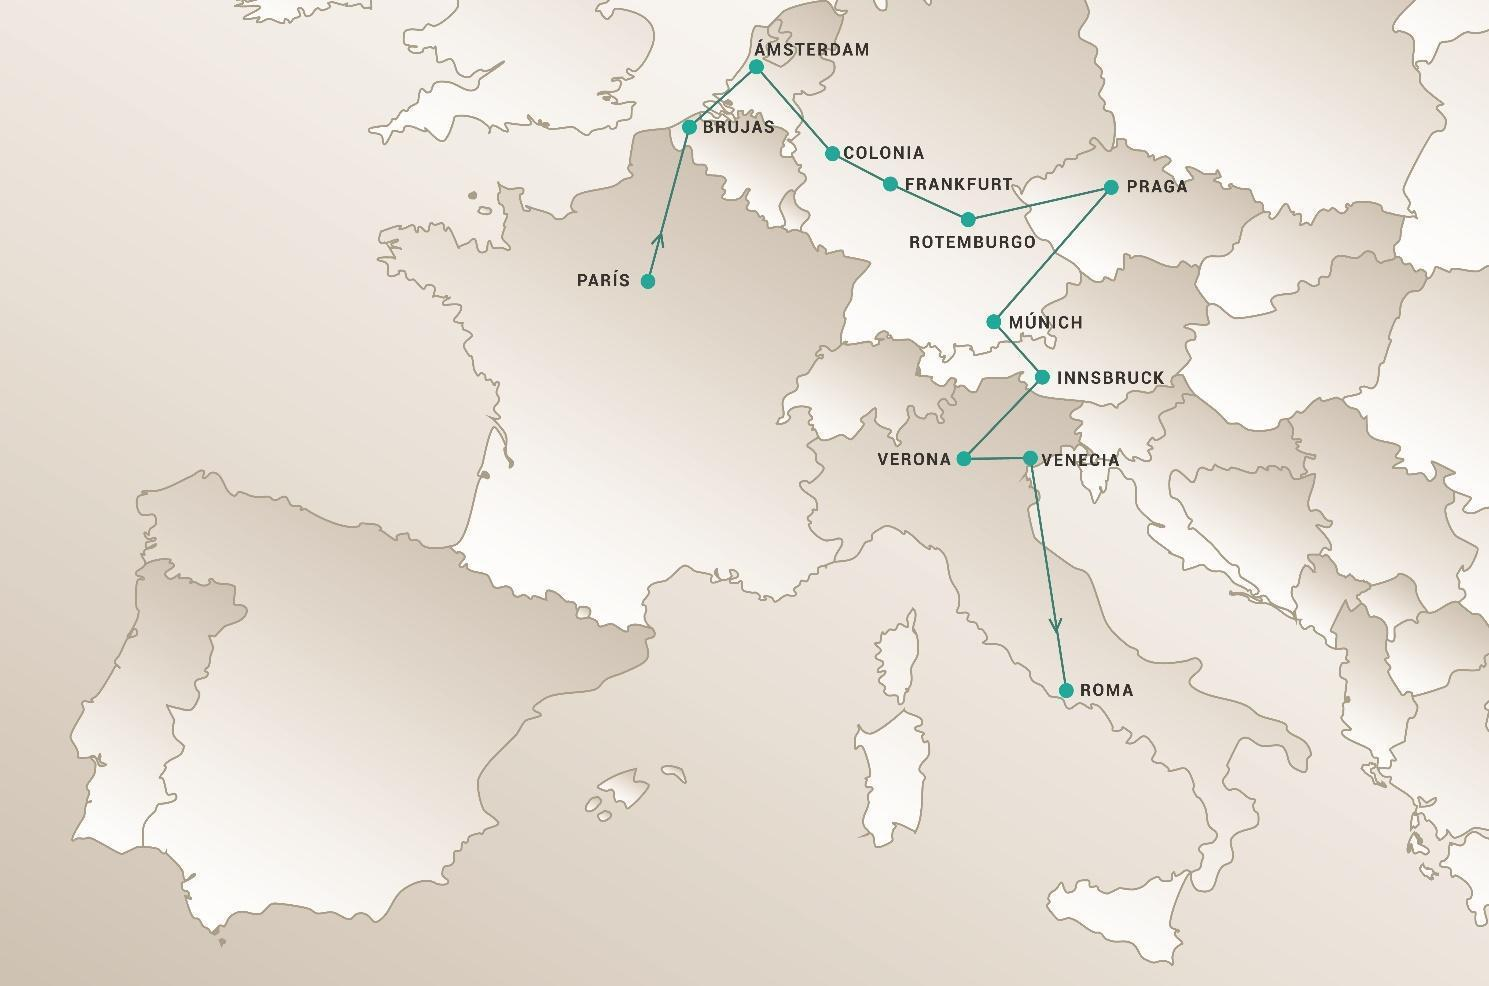 ÁMSTERDAM
BRUJAS
COLONIA
FRANKFURT
PRAGA
ROTEMBURGO
PARÍS
MÚNICH
INNSBRUCK
VERONA
VENECIA
ROMA